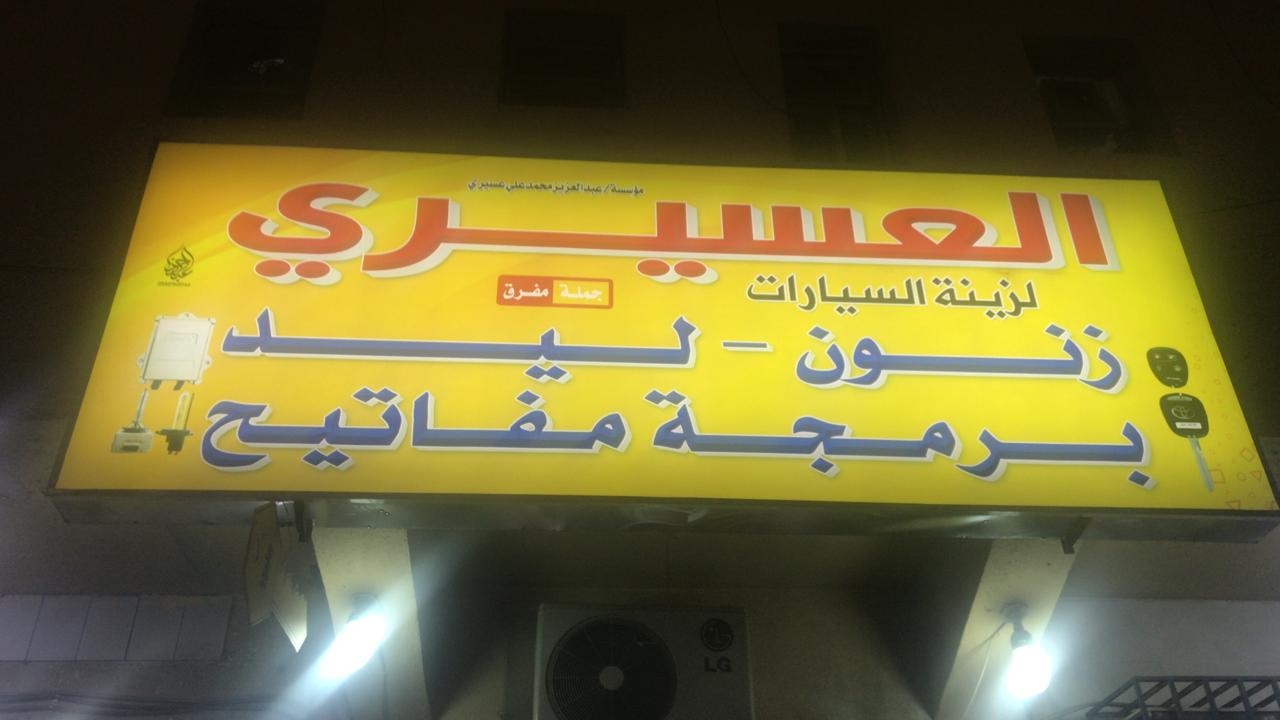 مؤسسة/عبدالعزيز محمد علي عسيري
العسيري
لزينة السيارات
جملة مفرق
زنون - ليد
برمجة مفاتيح
LG